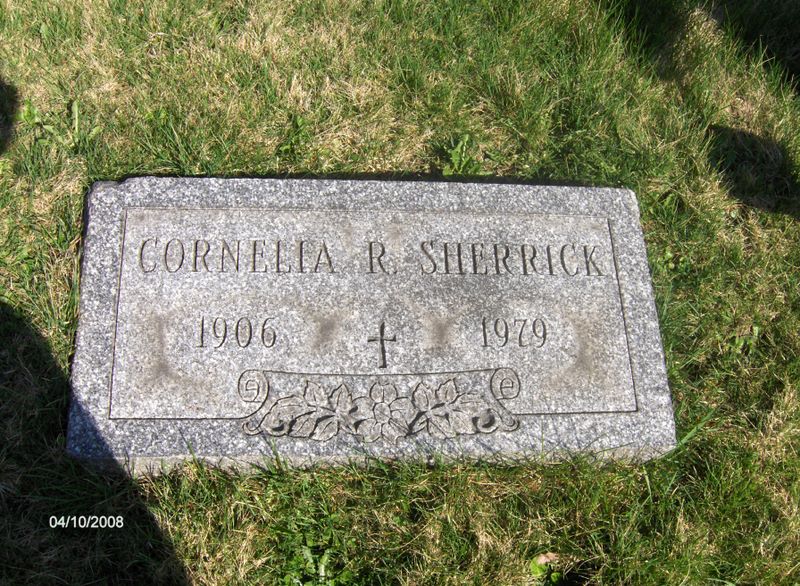 CORNELIA R. SHERRICK
1906 1979
04/10/2008